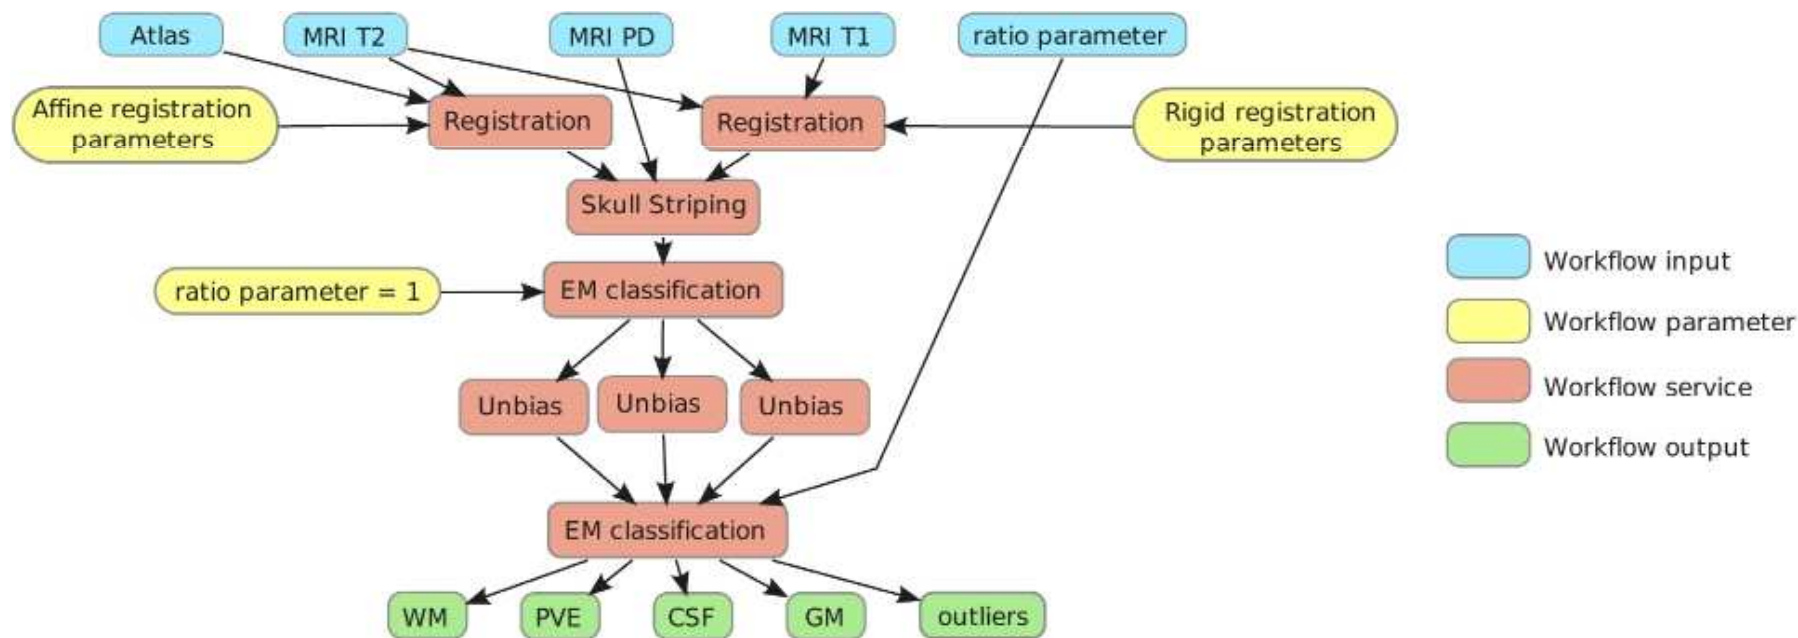 Atlas
MRI T2
MRI PD
MRI T1
ratio parameter
Affine registration
parameters
Registration
Registration
Rigid registration
parameters
Skull Striping
ratio parameter = 1
EM classification
Unbias
Unbias
Unbias
EM classification
WM
PVE
CSF
GM
outliers
Workflow input
Workflow parameter
Workflow service
Workflow output